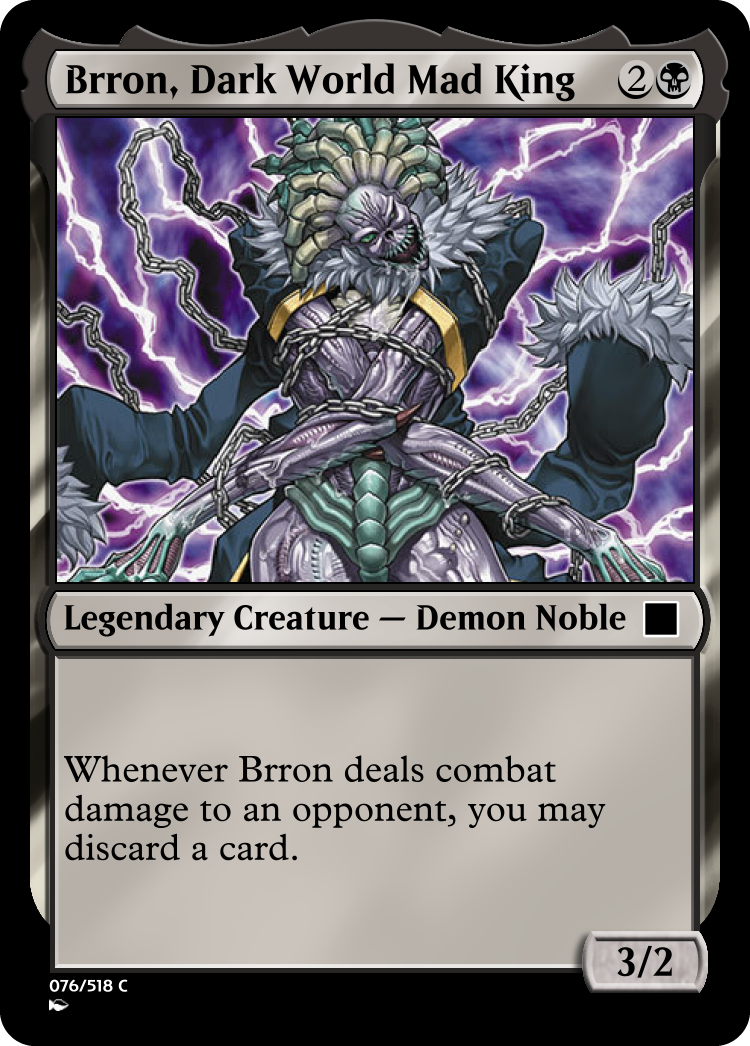 Brron, Dark World Mad King 2
Legendary Creature — Demon Noble
Whenever Brron deals combat
damage to an opponent, you may
discard a card.
3/2
076/518 C